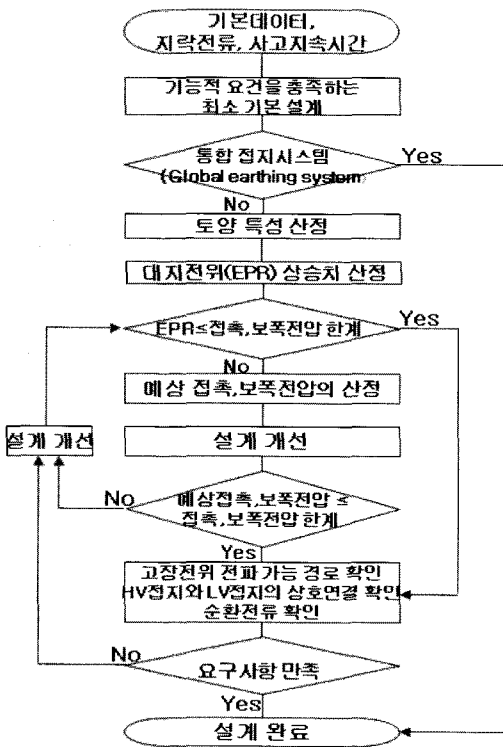 기본데이터,
지락전류, 사고지속시간
기능적 요건을 충족하는
최소 기본 설계
통합 접지시스템
(Global earthing system
Yes
No
토양 특성 산정
대지전위(EPR) 상승치 산정
EPR≤접촉,보폭전압 한계
Yes
No
예상 접촉,보폭전압의 산정
설계 개선
설계 개선
예상접촉,보폭전압 ≤
접촉,보폭전압 한계
No
Yes
고장전위 전파 가능 경로 확인
HV접지와 LV접지의 상호연결 확인
순환전류 확인
No
요구사항 만족
Yes
설계 완료